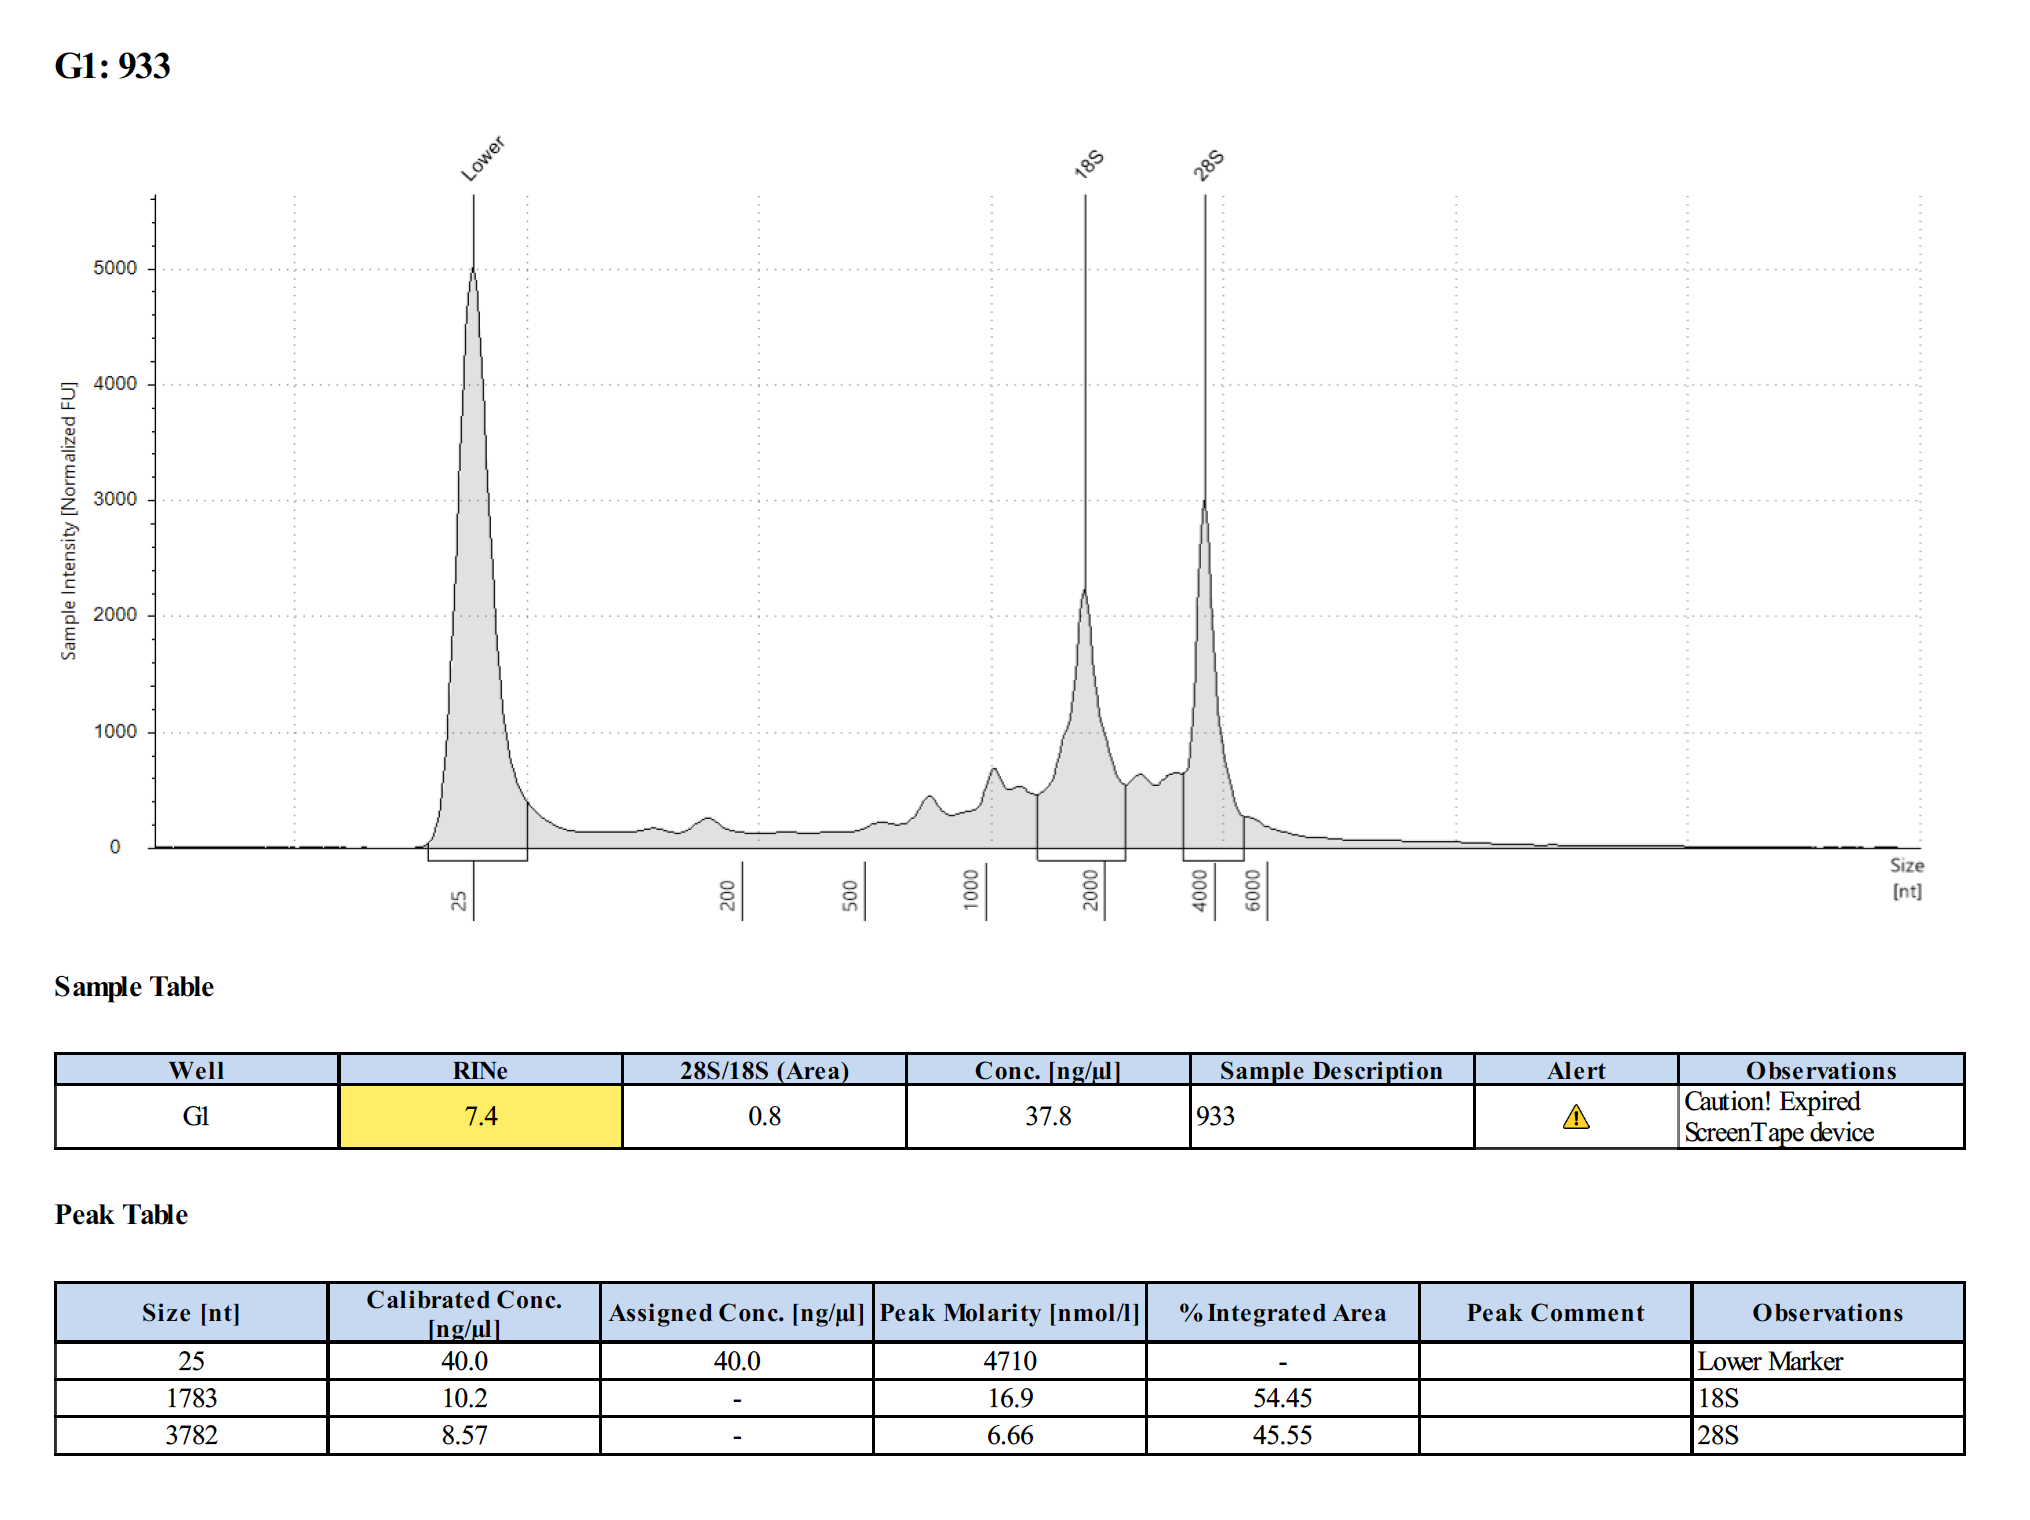 G1: 933
Lower
18S
28S
Sample Intensity [Normalized FU]
5000
4000
3000
2000
1000
0
25
200
500
1000
2000
4000
6000
Size
[nt]
Sample Table
Well RINe 28S/18S (Area) Conc. [ng/µl] Sample Description Alert Observations
G1 7.4 0.8 37.8 933 Caution! Expired
ScreenTape device
Peak Table
Size [nt] Calibrated Conc. [ng/µl] Assigned Conc. [ng/µl] Peak Molarity [nmol/l] % Integrated Area Peak Comment Observations
25 40.0 40.0 4710 - Lower Marker
1783 10.2 - 16.9 54.45 18S
3782 8.57 - 6.66 45.55 28S